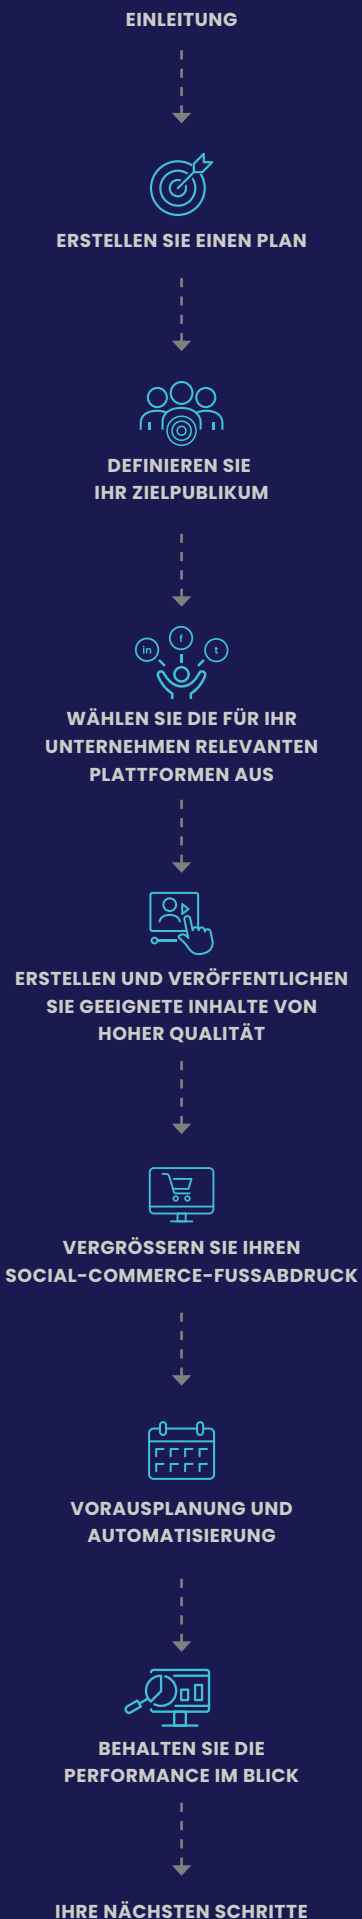 EINLEITUNG
ERSTELLEN SIE EINEN PLAN
DEFINIEREN SIE
IHR ZIELPUBLIKUM
in f t
WÄHLEN SIE DIE FÜR IHR
UNTERNEHMEN RELEVANTEN
PLATTFORMEN AUS
ERSTELLEN UND VERÖFFENTLICHEN
SIE GEEIGNETE INHALTE VON
HOHER QUALITÄT
VERGRÖSSERN SIE IHREN
SOCIAL-COMMERCE-FUSSABDRUCK
VORAUSPLANUNG UND
AUTOMATISIERUNG
BEHALTEN SIE DIE
PERFORMANCE IM BLICK
IHRE NÄCHSTEN SCHRITTE